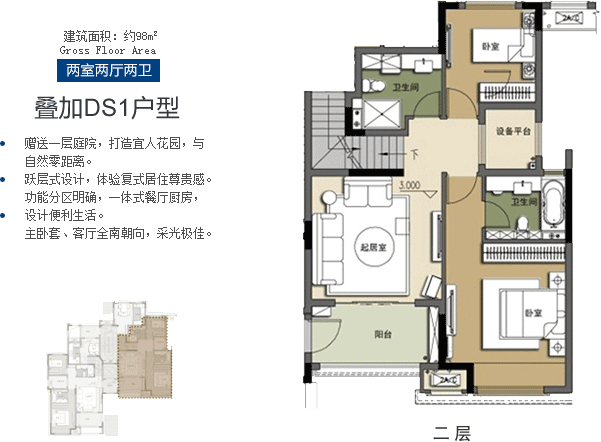 建筑面积：约98m²
Gross Floor Area
两室两厅两卫
叠加DS1户型
赠送一层庭院，打造宜人花园，与
自然零距离。
跃层式设计，体验复式居住尊贵感。
功能分区明确，一体式餐厅厨房，
设计便利生活。
主卧套、客厅全南朝向，采光极佳。
2A/C
卧室
卫生间
设备平台
下
3.000
卫生间
起居室
卧室
阳台
2A/C
二层